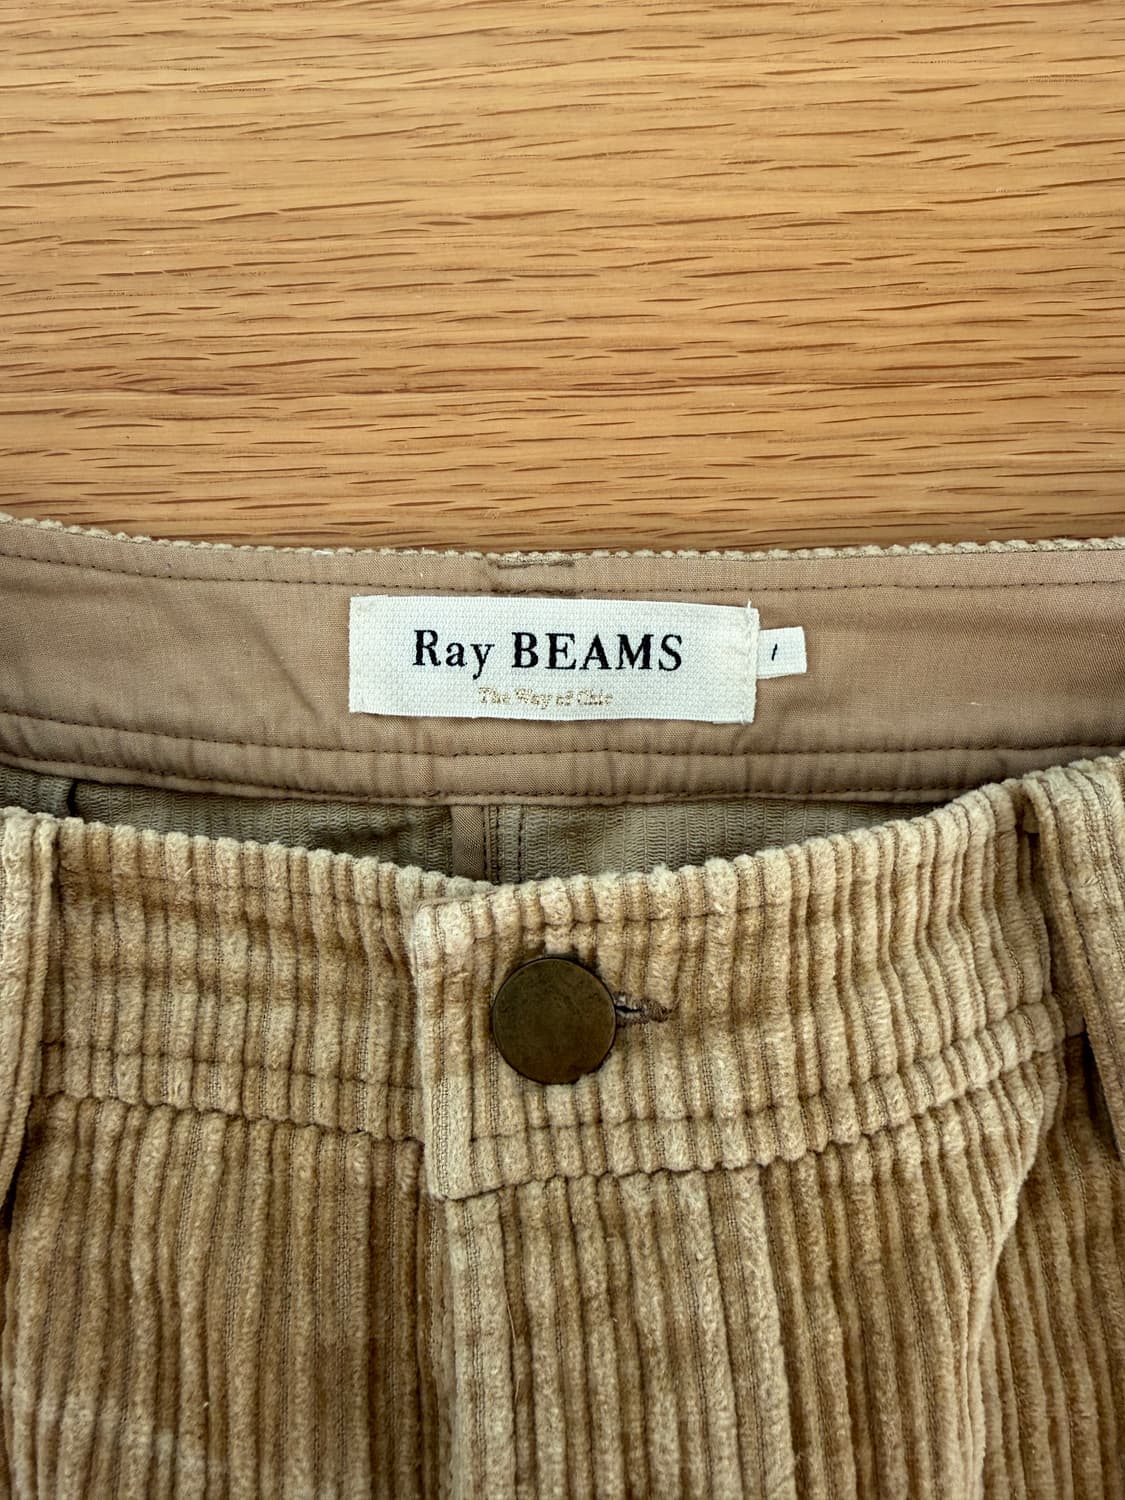 Ray BEAMS
The Way of Chic
1